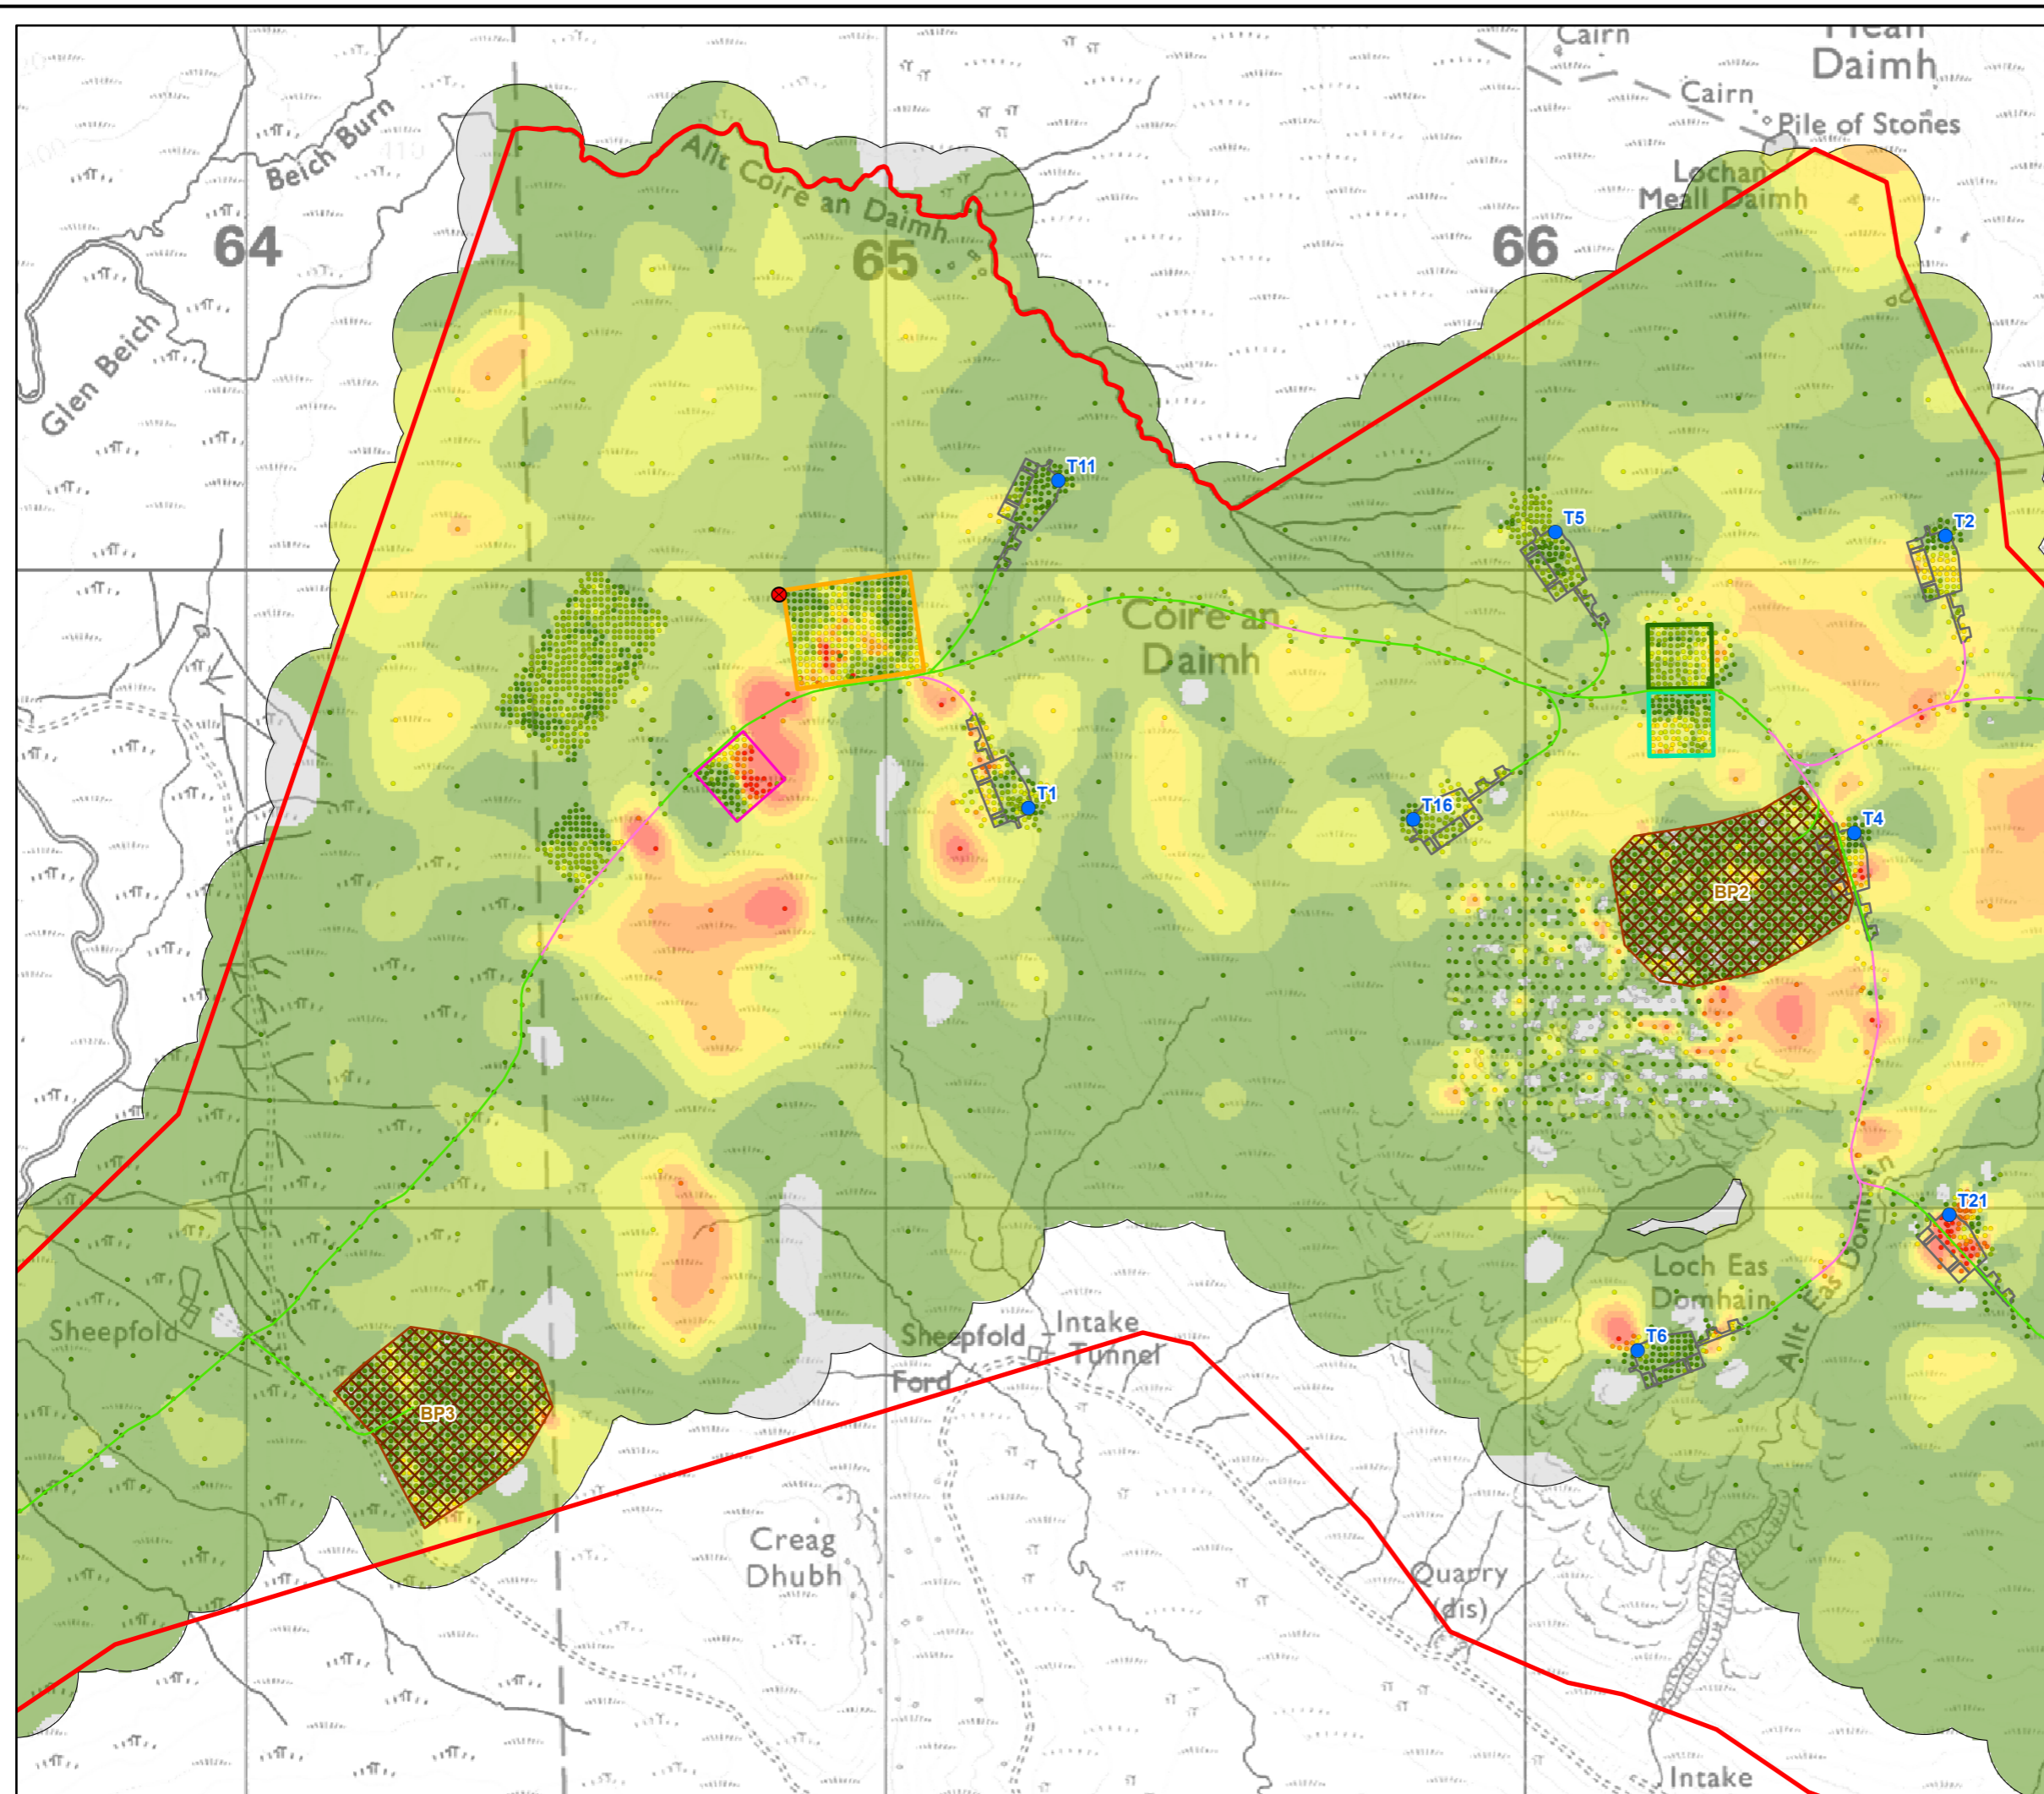 Cairn
Daimh
Cairn
Pile of Stones
Beich Burn
400
410
Allt Coire an Daimh
Lochan
Meall Daimh
64
65
66
Glen Beich
T11
T5
T2
Coire an
Daimh
T1
T16
T4
BP2
T21
Loch Eas
Domhain
Allt Eas Domhain
Sheepfold
Sheepfold
Intake
Tunnel
T6
Ford
BP3
Creag
Dhubh
Quarry
(dis)
Intake